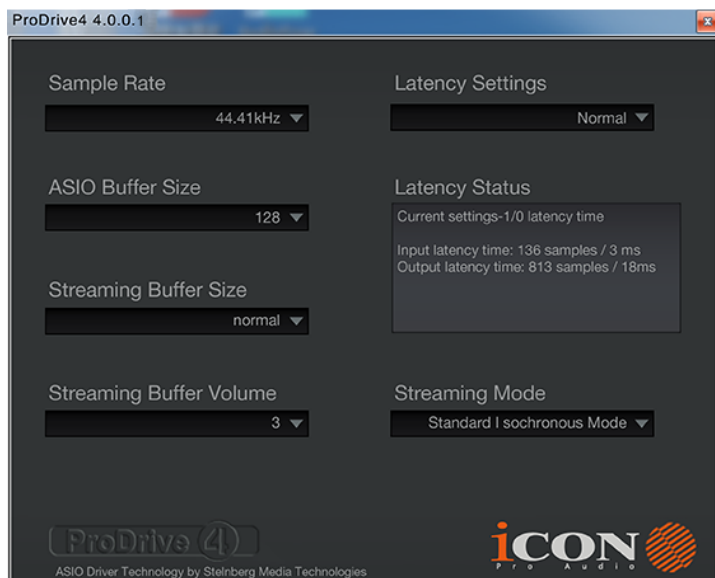 ProDrive4 4.0.0.1
Sample Rate
44.41kHz
Latency Settings
Normal
ASIO Buffer Size
128
Latency Status
Current settings-1/0 latency time
Input latency time: 136 samples / 3 ms
Output latency time: 813 samples / 18ms
Streaming Buffer Size
normal
Streaming Buffer Volume
3
Streaming Mode
Standard I sochronous Mode
ProDrive 4
ASIO Driver Technology by Steinberg Media Technologies
iCON
Pro Audio